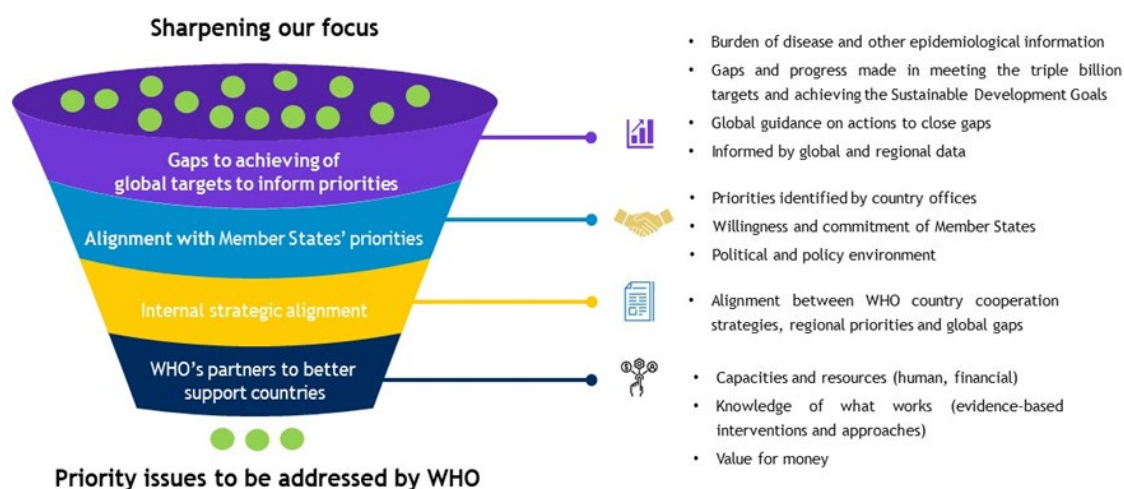 Sharpening our focus
Gaps to achieving of
global targets to inform priorities
Alignment with Member States' priorities
Internal strategic alignment
WHO's partners to better
support countries
Priority issues to be addressed by WHO
• Burden of disease and other epidemiological information
• Gaps and progress made in meeting the triple billion
targets and achieving the Sustainable Development Goals
• Global guidance on actions to close gaps
• Informed by global and regional data
• Priorities identified by country offices
• Willingness and commitment of Member States
• Political and policy environment
• Alignment between WHO country cooperation
strategies, regional priorities and global gaps
• Capacities and resources (human, financial)
• Knowledge of what works (evidence-based
interventions and approaches)
• Value for money